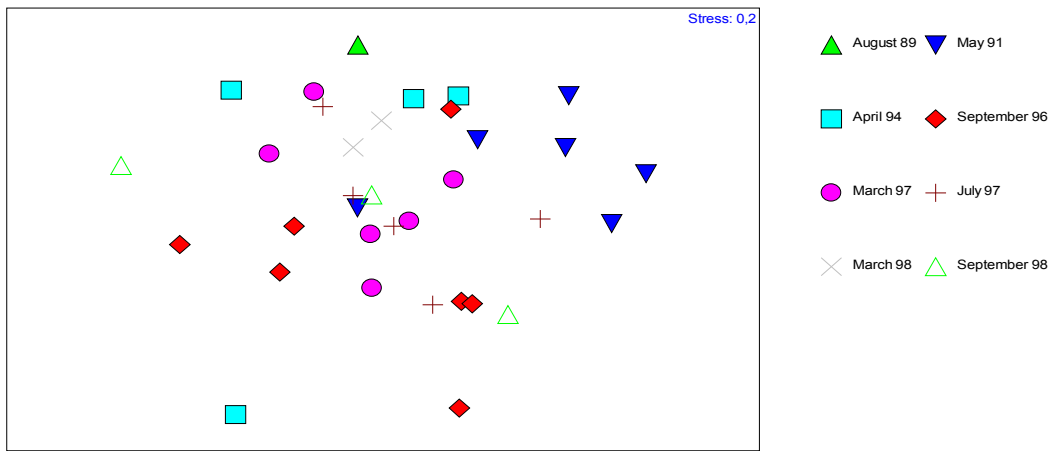 Stress: 0,2
August 89 May 91
April 94 September 96
March 97 July 97
March 98 September 98